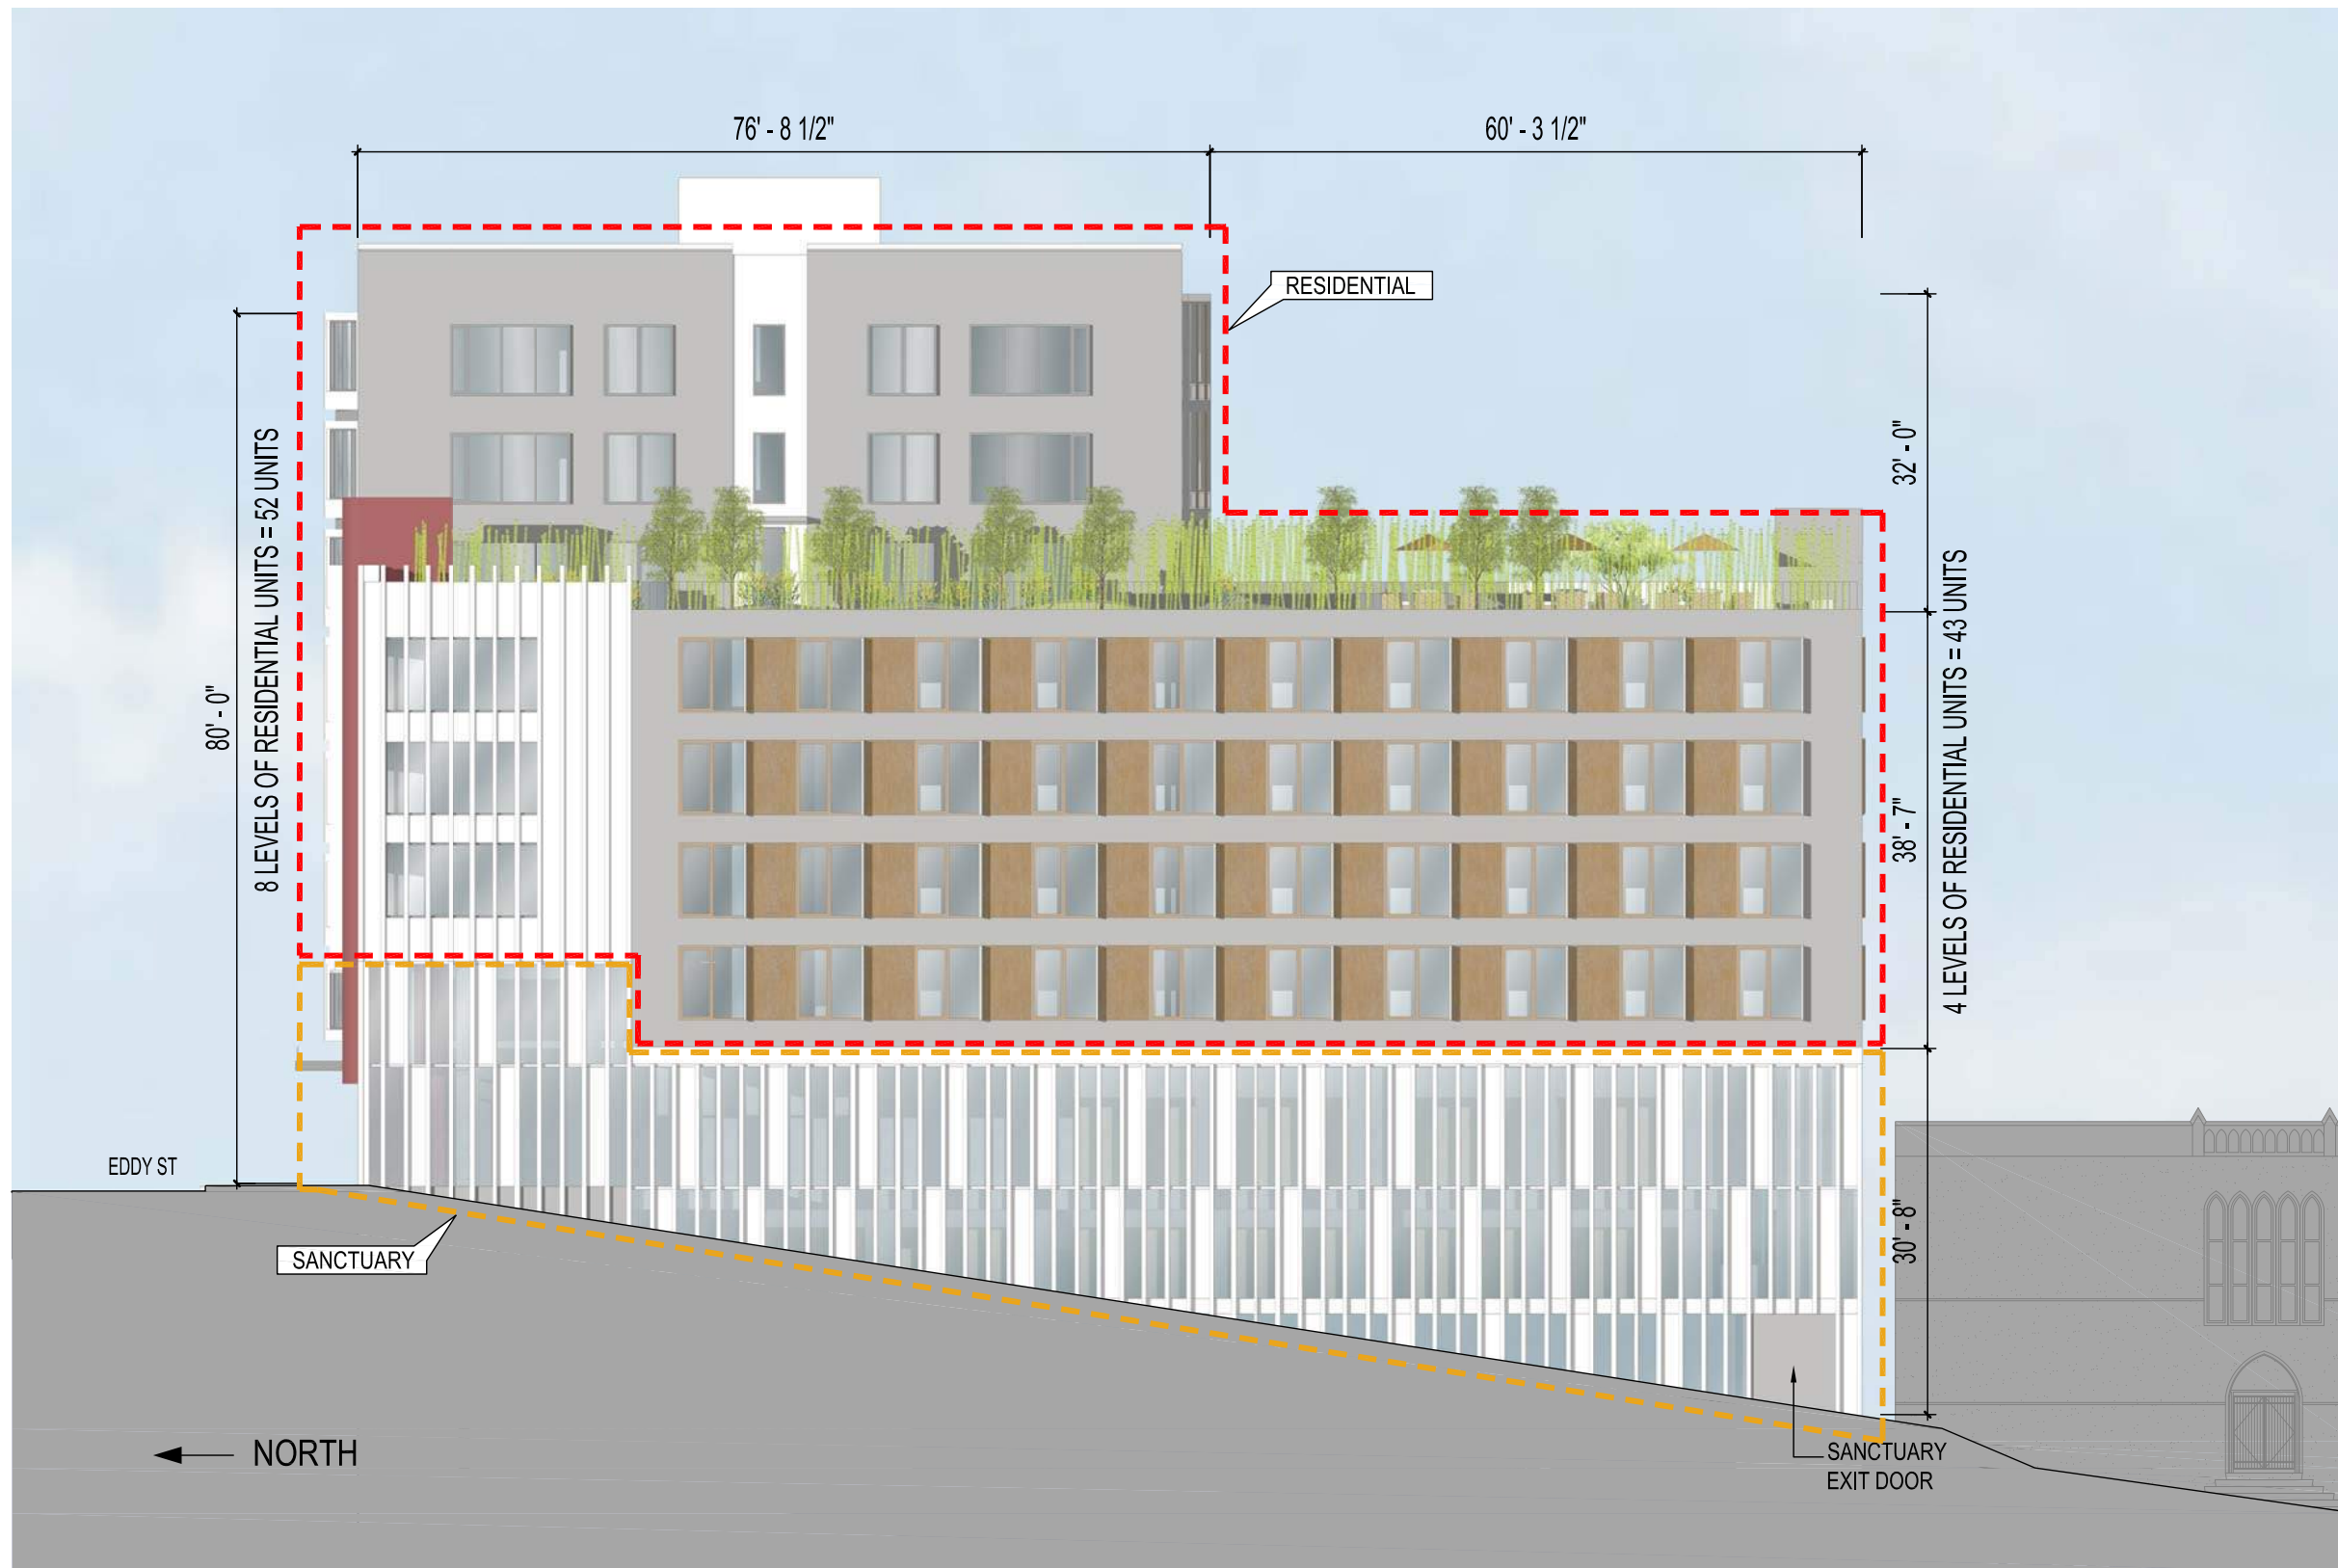 76' - 8 1/2"
60' - 3 1/2"
RESIDENTIAL
80' - 0"
8 LEVELS OF RESIDENTIAL UNITS = 52 UNITS
32' - 0"
38' - 7"
4 LEVELS OF RESIDENTIAL UNITS = 43 UNITS
30' - 8"
EDDY ST
SANCTUARY
NORTH
SANCTUARY
EXIT DOOR